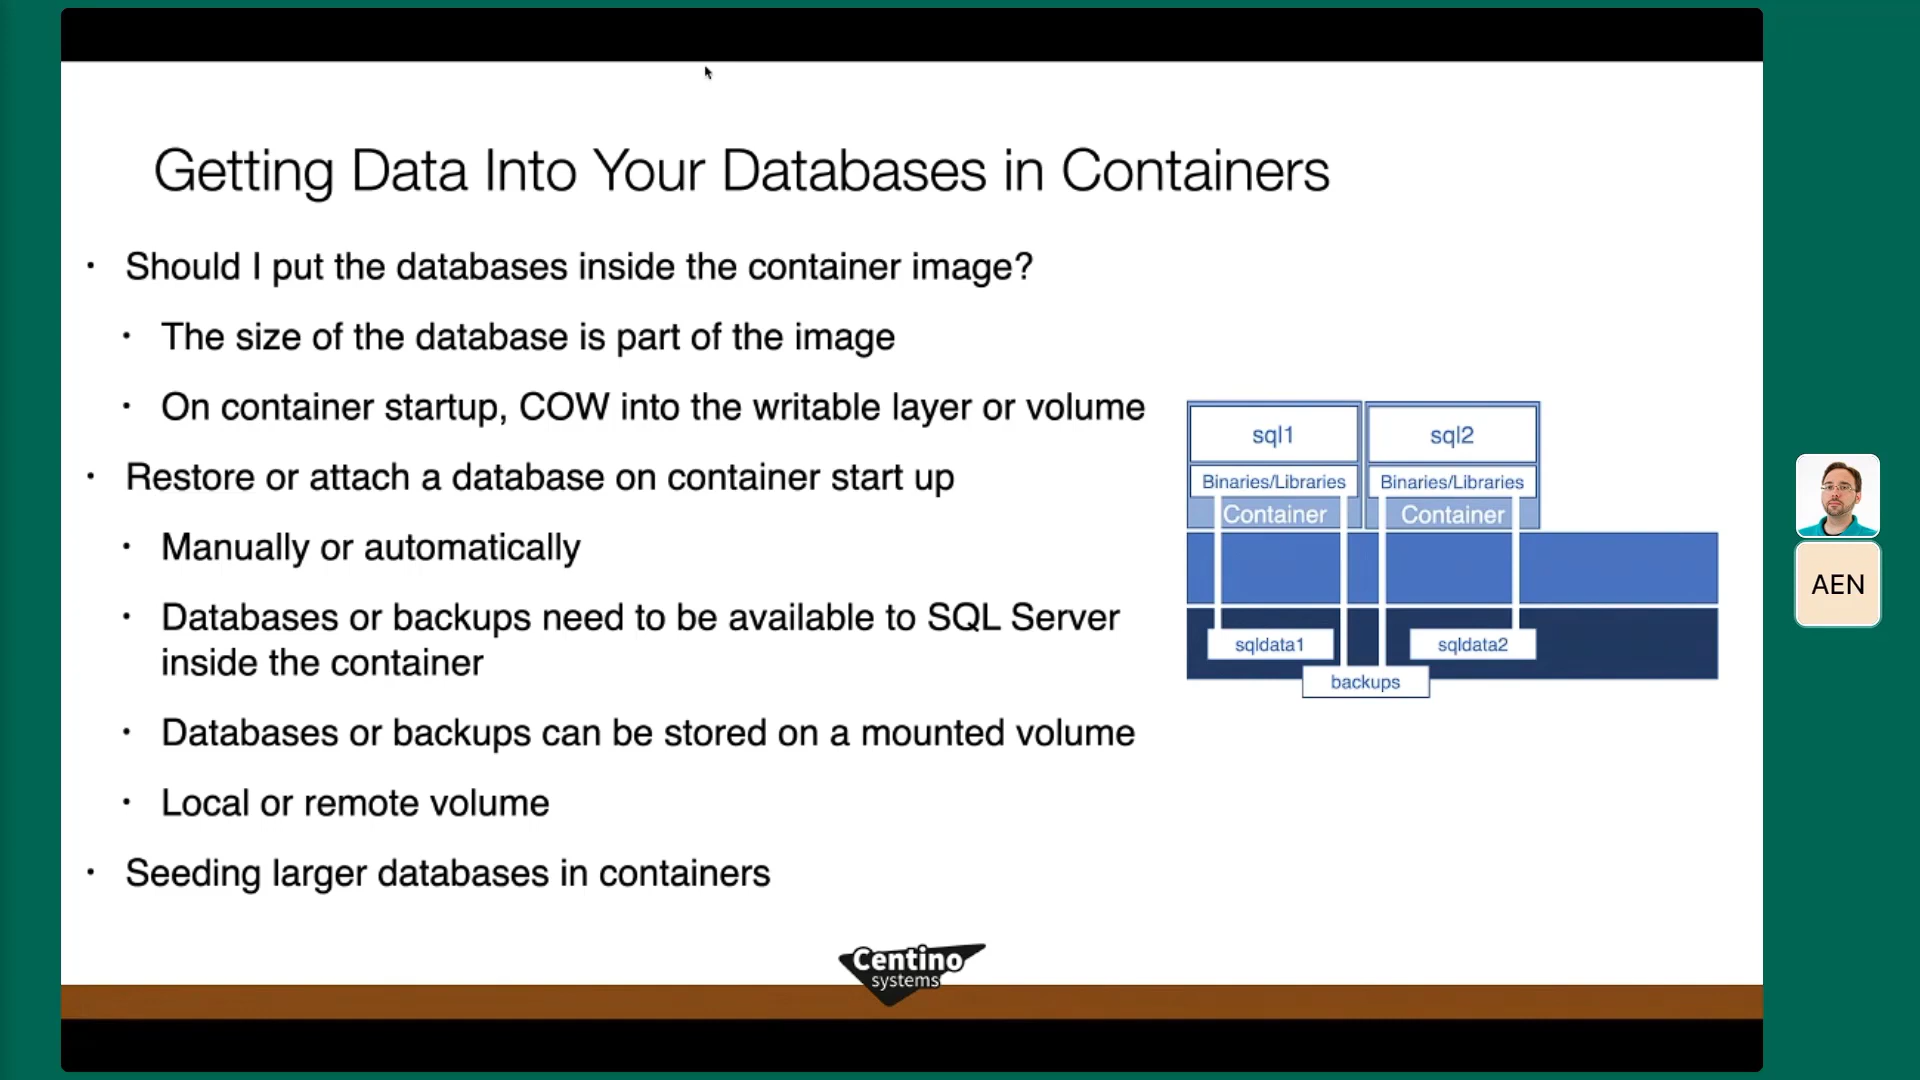 Getting Data Into Your Databases in Containers
• Should I put the databases inside the container image?
• The size of the database is part of the image
• On container startup, COW into the writable layer or volume
• Restore or attach a database on container start up
• Manually or automatically
• Databases or backups need to be available to SQL Server
inside the container
• Databases or backups can be stored on a mounted volume
• Local or remote volume
• Seeding larger databases in containers
sql1
sql2
Binaries/Libraries
Binaries/Libraries
Container
Container
sqldata1
sqldata2
backups
AEN
Centino
systems